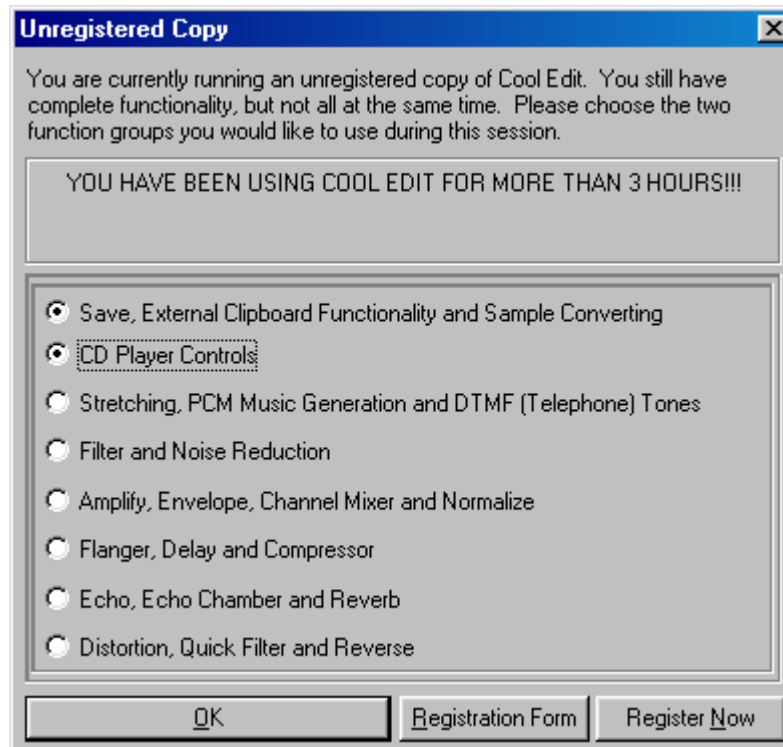 Unregistered Copy
You are currently running an unregistered copy of Cool Edit.  You still have
complete functionality, but not all at the same time.  Please choose the two
function groups you would like to use during this session.
YOU HAVE BEEN USING COOL EDIT FOR MORE THAN 3 HOURS!!!
Save, External Clipboard Functionality and Sample Converting
CD Player Controls
Stretching, PCM Music Generation and DTMF (Telephone) Tones
Filter and Noise Reduction
Amplify, Envelope, Channel Mixer and Normalize
Flanger, Delay and Compressor
Echo, Echo Chamber and Reverb
Distortion, Quick Filter and Reverse
OK Registration Form Register Now